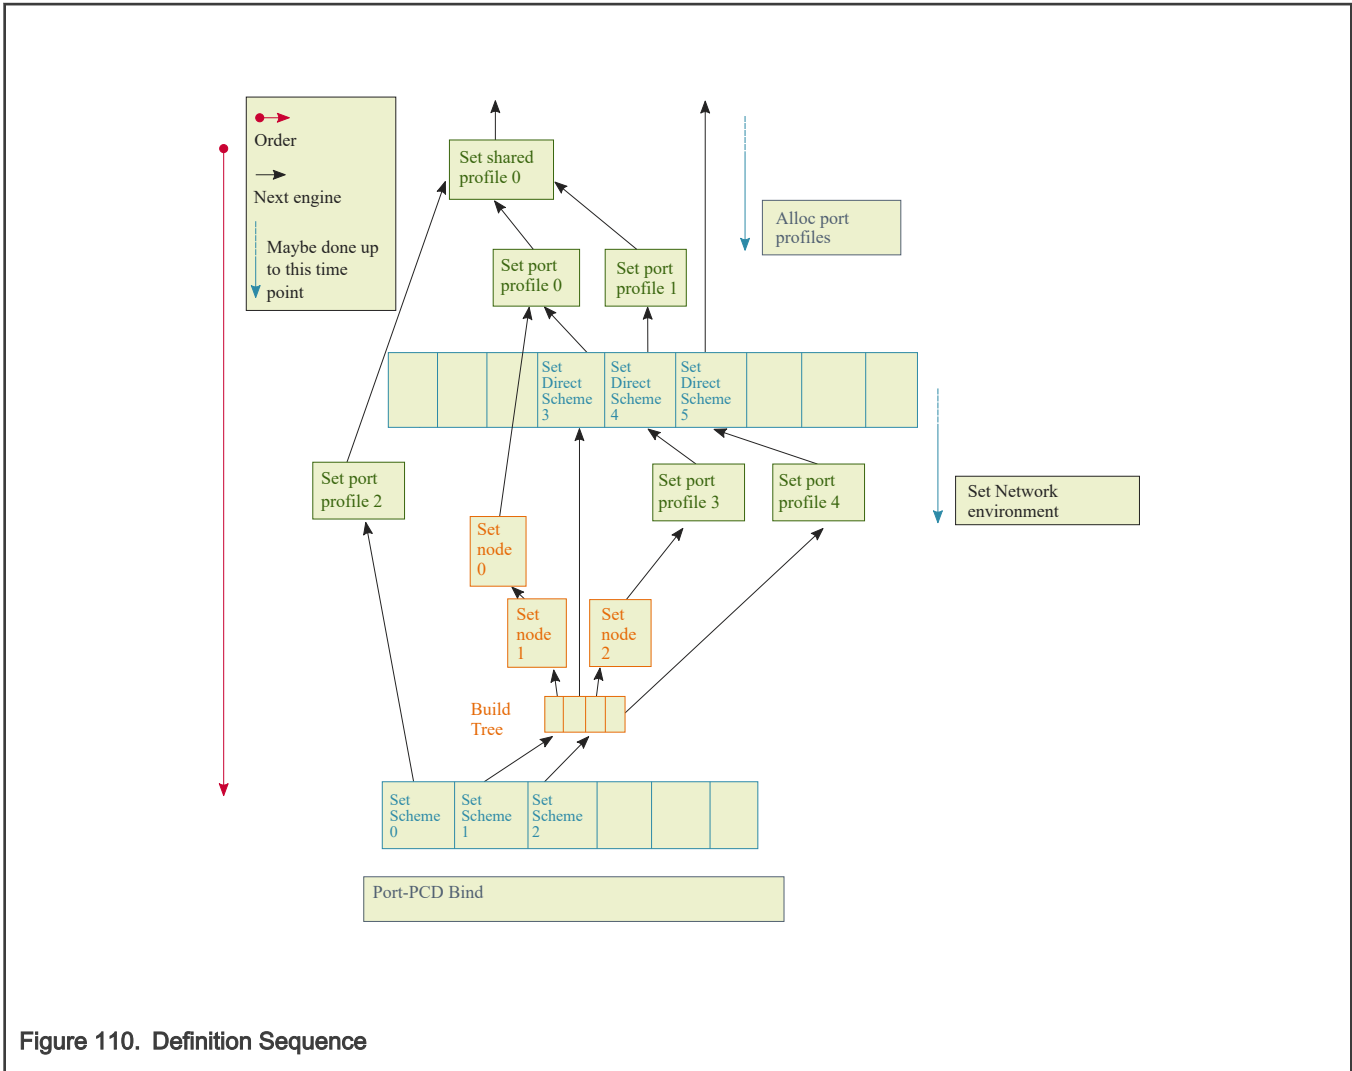 Order
Next engine
Maybe done up
to this time
point
Set shared
profile 0
Alloc port
profiles
Set port
profile 0
Set port
profile 1
Set
Direct
Scheme
3
Set
Direct
Scheme
4
Set
Direct
Scheme
5
Set port
profile 2
Set port
profile 3
Set port
profile 4
Set Network
environment
Set
node
0
Set
node
1
Set
node
2
Build
Tree
Set
Scheme
0
Set
Scheme
1
Set
Scheme
2
Port-PCD Bind
Figure 110. Definition Sequence